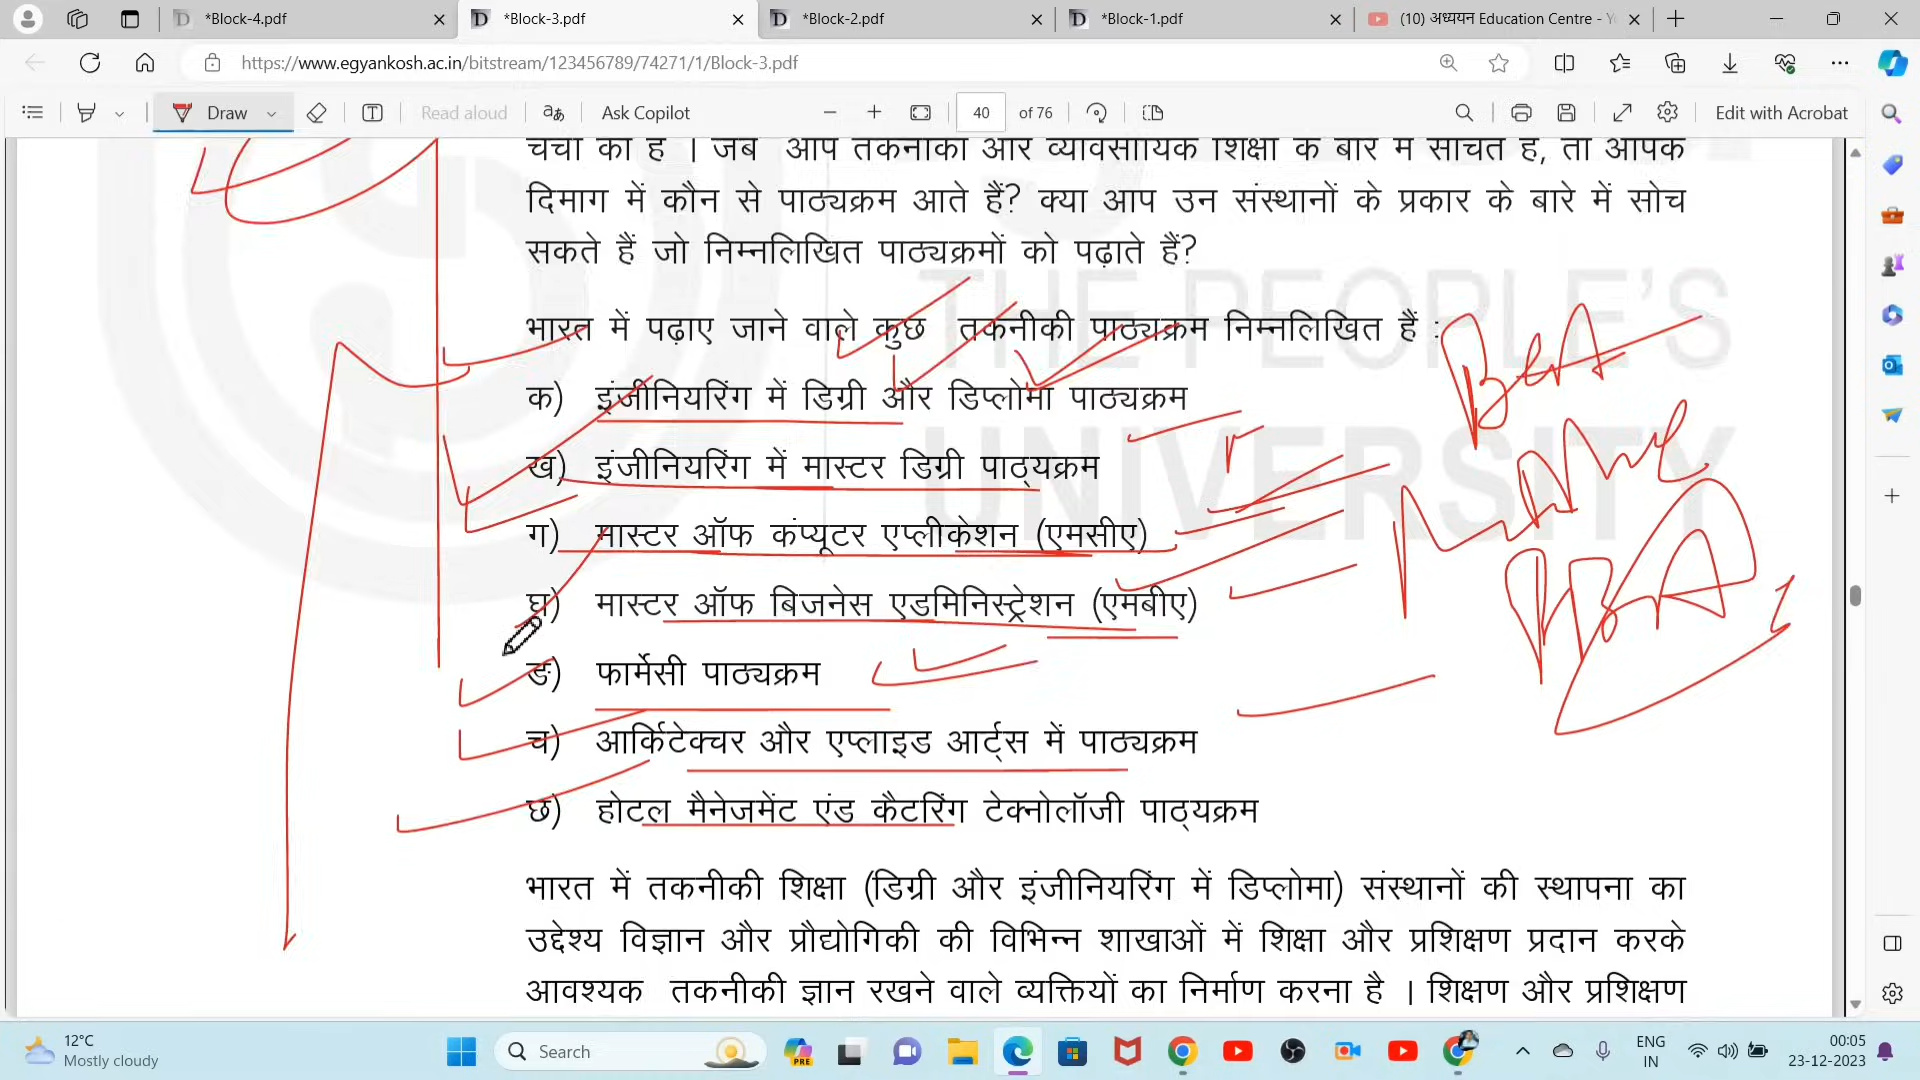 *Block-4.pdf *Block-3.pdf *Block-2.pdf *Block-1.pdf (10) अध्ययन Education Centre - Y
https://www.egyankosh.ac.in/bitstream/123456789/74271/1/Block-3.pdf
Draw Read aloud Ask Copilot 40 of 76 Edit with Acrobat
दिमाग में कौन से पाठ्यक्रम आते हैं? क्या आप उन संस्थानों के प्रकार के बारे में सोच
सकते हैं जो निम्नलिखित पाठ्यक्रमों को पढ़ाते हैं?
भारत में पढ़ाए जाने वाले कुछ तकनीकी पाठ्यक्रम निम्नलिखित हैं :
क) इंजीनियरिंग में डिग्री और डिप्लोमा पाठ्यक्रम
ख) इंजीनियरिंग में मास्टर डिग्री पाठ्यक्रम
ग) मास्टर ऑफ कंप्यूटर एप्लीकेशन (एमसीए)
घ) मास्टर ऑफ बिजनेस एडमिनिस्ट्रेशन (एमबीए)
ङ) फार्मेसी पाठ्यक्रम
च) आर्किटेक्चर और एप्लाइड आर्ट्स में पाठ्यक्रम
छ) होटल मैनेजमेंट एंड कैटरिंग टेक्नोलॉजी पाठ्यक्रम
भारत में तकनीकी शिक्षा (डिग्री और इंजीनियरिंग में डिप्लोमा) संस्थानों की स्थापना का
उद्देश्य विज्ञान और प्रौद्योगिकी की विभिन्न शाखाओं में शिक्षा और प्रशिक्षण प्रदान करके
आवश्यक तकनीकी ज्ञान रखने वाले व्यक्तियों का निर्माण करना है । शिक्षण और प्रशिक्षण
THE PEOPLE'S
UNIVERSITY
BBA
12°C
Mostly cloudy
Search
PRE
ENG
IN
00:05
23-12-2023